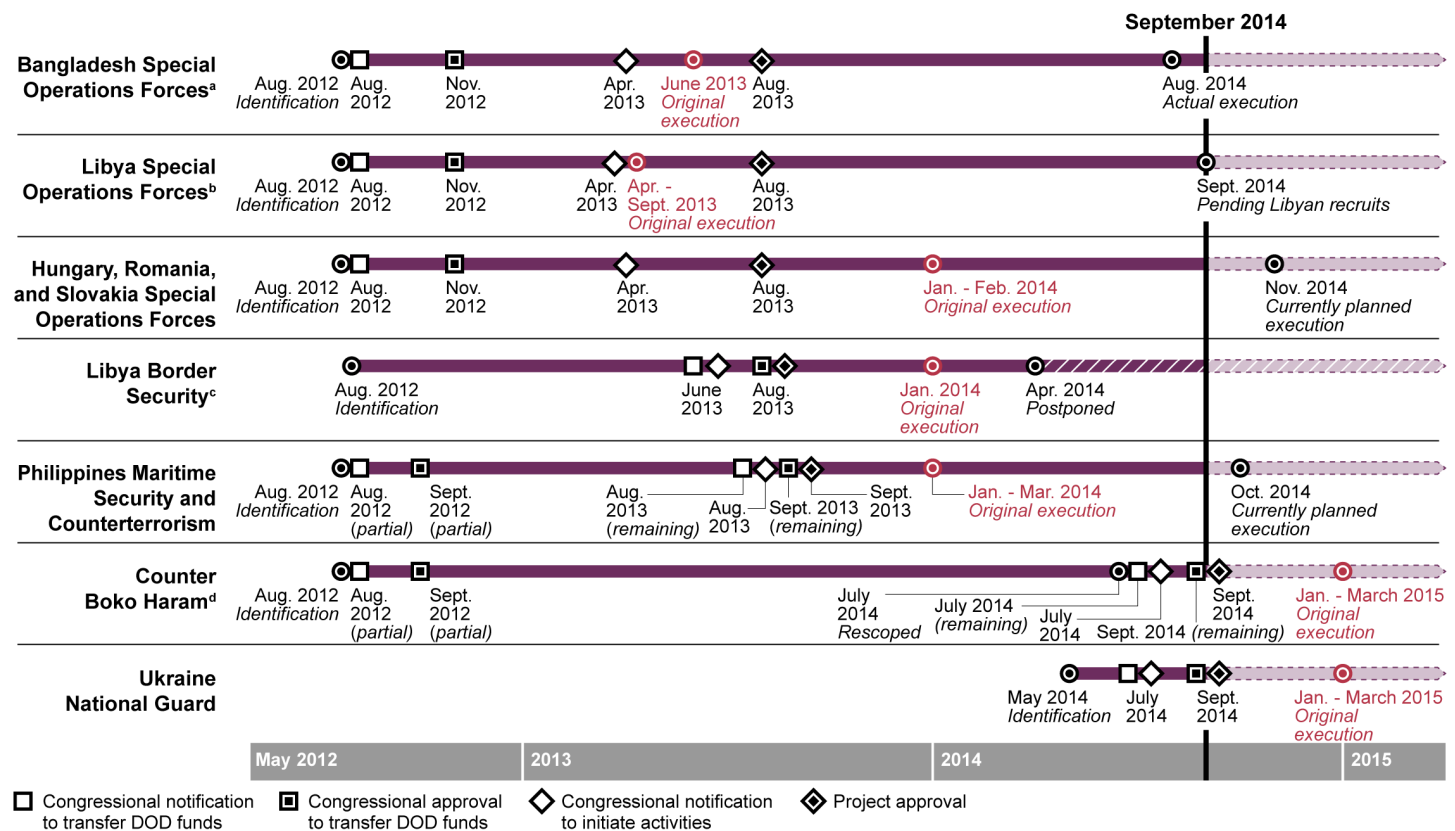 September 2014
Bangladesh Special
Operations Forcesa
Aug. 2012
Identification
Aug.
2012
Nov.
2012
Apr.
2013
June 2013
Original
execution
Aug.
2013
Aug. 2014
Actual execution
Libya Special
Operations Forcesb
Aug. 2012
Identification
Aug.
2012
Nov.
2012
Apr.
2013
Apr. -
Sept. 2013
Original execution
Aug.
2013
Sept. 2014
Pending Libyan recruits
Hungary, Romania,
and Slovakia Special
Operations Forces
Aug. 2012
Identification
Aug.
2012
Nov.
2012
Apr.
2013
Aug.
2013
Jan. - Feb. 2014
Original execution
Nov. 2014
Currently planned
execution
Libya Border
Securityc
Aug. 2012
Identification
June
2013
Aug.
2013
Jan. 2014
Original
execution
Apr. 2014
Postponed
Philippines Maritime
Security and
Counterterrorism
Aug. 2012
Identification
Aug.
2012
(partial)
Sept.
2012
(partial)
Aug.
2013
(remaining)
Aug.
2013
Sept. 2013
(remaining)
Sept.
2013
Jan. - Mar. 2014
Original execution
Oct. 2014
Currently planned
execution
Counter
Boko Haramd
Aug. 2012
Identification
Aug.
2012
(partial)
Sept.
2012
(partial)
July
2014
Rescoped
July 2014
(remaining)
July
2014
Sept. 2014 (remaining)
Sept.
2014
Jan. - March 2015
Original
execution
Ukraine
National Guard
May 2014
Identification
July
2014
Sept.
2014
Jan. - March 2015
Original
execution
May 2012
2013
2014
2015
Congressional notification
to transfer DOD funds
Congressional approval
to transfer DOD funds
Congressional notification
to initiate activities
Project approval